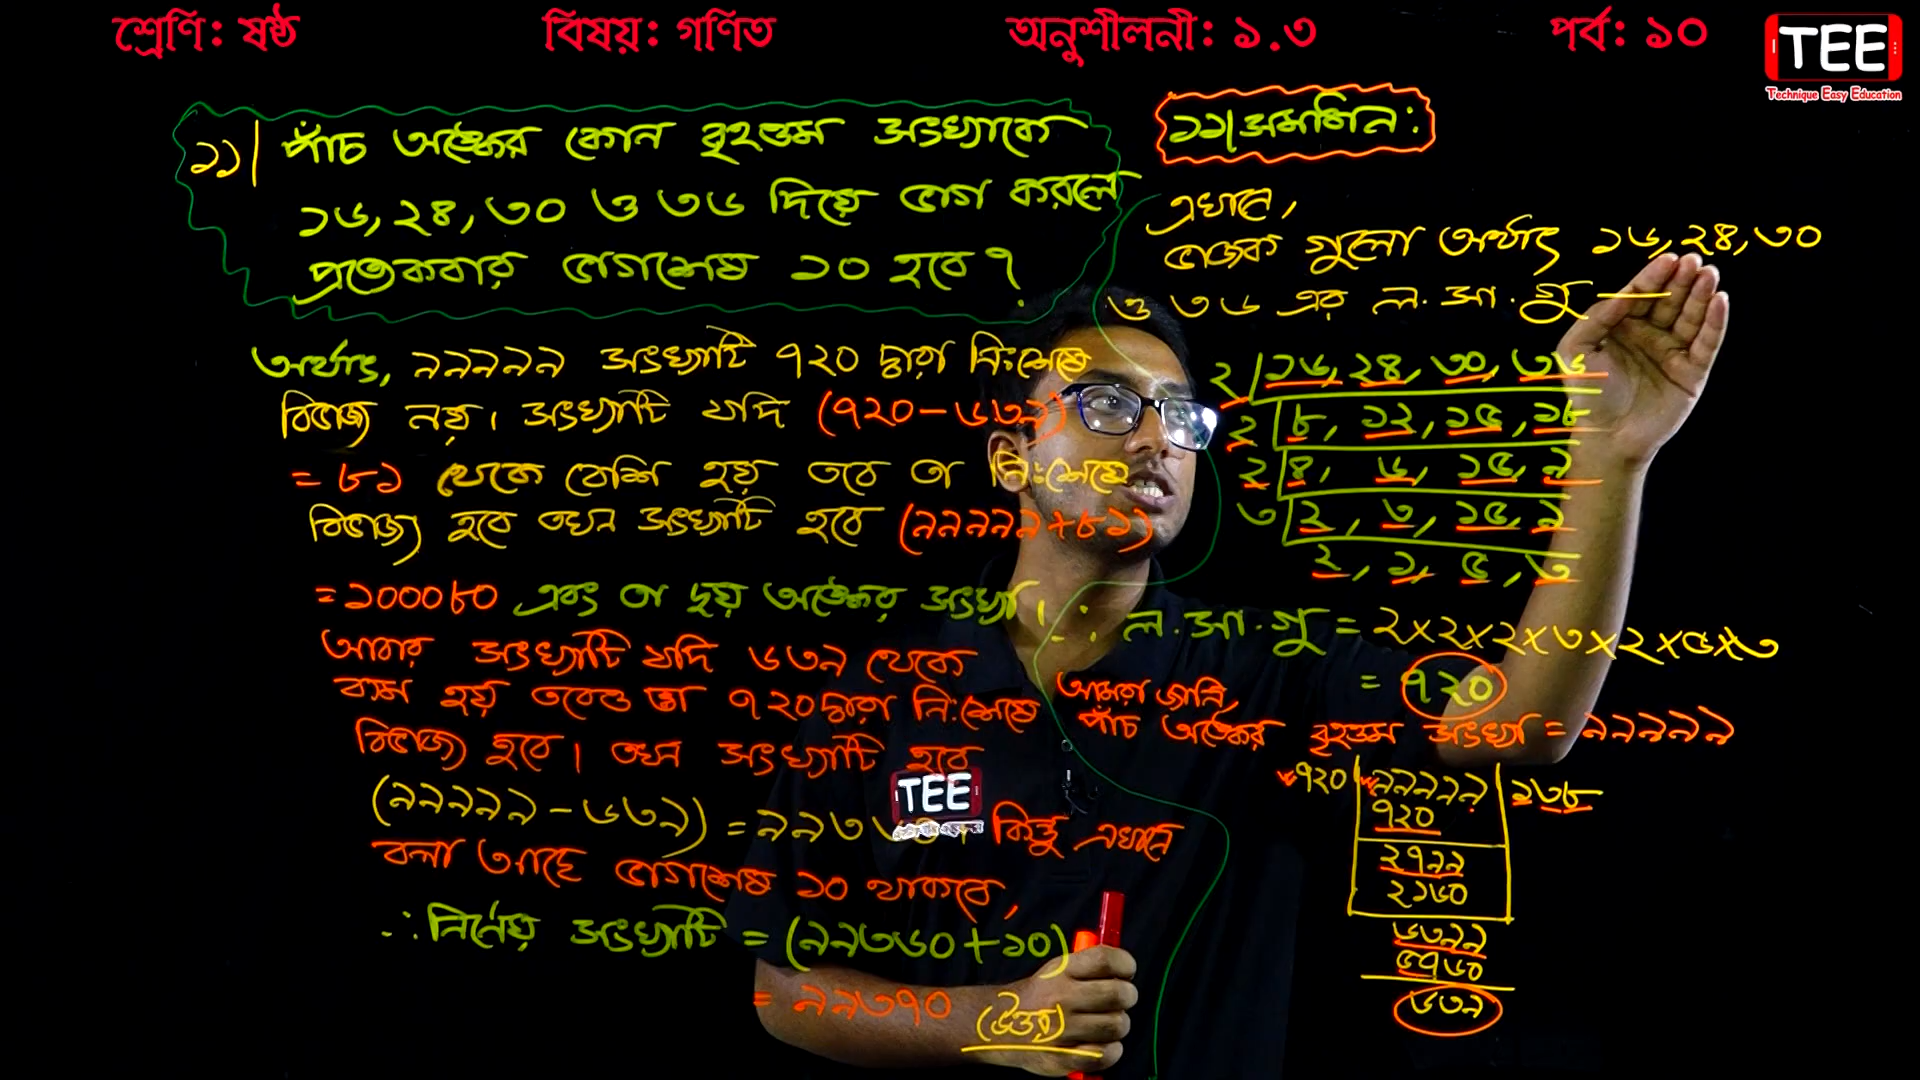 শ্রেণি: ষষ্ঠ বিষয়: গণিত অনুশীলনী: ১.৩ পর্ব: ১০
TEE
Technique Easy Education
১১| পাঁচ অঙ্কের কোন বৃহত্তম সংখ্যাকে
১৬, ২৪, ৩০ ও ৩৬ দিয়ে ভাগ করলে
প্রত্যেকবার ভাগশেষ ১০ হবে?
অর্থাৎ, ৯৯৯৯৯ সংখ্যাটি ৭২০ দ্বারা নিঃশেষে
বিভাজ্য নয়। সংখ্যাটি যদি (৭২০-৬৩৯)
= ৮১ থেকে বেশি হয় তবে তা নিঃশেষে
বিভাজ্য হবে তখন সংখ্যাটি হবে (৯৯৯৯৯+৮১)
= ১০০০৮০ এবং তা ছয় অঙ্কের সংখ্যা।
আবার সংখ্যাটি যদি ৬৩৯ থেকে
কম হয় তবেও তা ৭২০ দ্বারা নিঃশেষে
বিভাজ্য হবে। তখন সংখ্যাটি হবে
(৯৯৯৯৯-৬৩৯) = ৯৯৩৬০। কিন্তু এখানে
বলা আছে ভাগশেষ ১০ থাকবে,
∴ নির্ণেয় সংখ্যাটি = (৯৯৩৬০+১০)
= ৯৯৩৭০ (উত্তর)
১১| সমাধান:
এখানে,
ভাজক গুলো অর্থাৎ ১৬, ২৪, ৩০
ও ৩৬ এর ল.সা.গু —
২ | ১৬, ২৪, ৩০, ৩৬
২ | ৮, ১২, ১৫, ১৮
২ | ৪, ৬, ১৫, ৯
৩ | ২, ৩, ১৫, ৯
২, ১, ৫, ৩
∴ ল.সা.গু = ২×২×২×৩×২×৫×৩
= ৭২০
আমরা জানি,
পাঁচ অঙ্কের বৃহত্তম সংখ্যা = ৯৯৯৯৯
৭২০ | ৯৯৯৯৯ | ১৩৮
৭২০
২৭৯৯
২১৬০
৬৩৯৯
৫৭৬০
৬৩৯
TEE